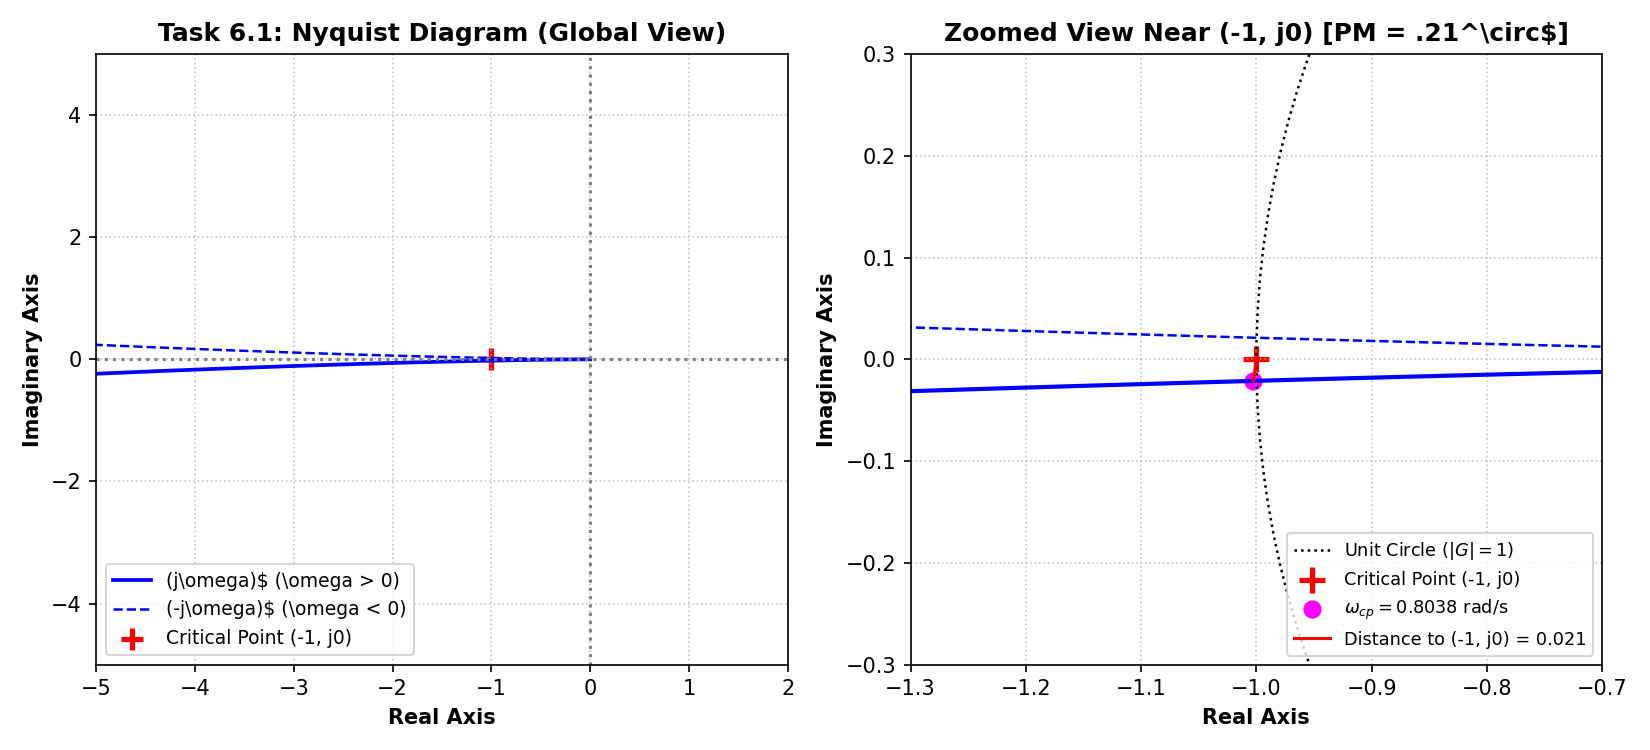 Task 6.1: Nyquist Diagram (Global View)
Imaginary Axis
4
2
0
−2
−4
(j\omega)$ (\omega > 0)
(-j\omega)$ (\omega < 0)
Critical Point (-1, j0)
−5 −4 −3 −2 −1 0 1 2
Real Axis
Zoomed View Near (-1, j0) [PM = .21^\circ$]
Imaginary Axis
0.3
0.2
0.1
0.0
−0.1
−0.2
−0.3
Unit Circle (|G| = 1)
Critical Point (-1, j0)
ω_cp = 0.8038 rad/s
Distance to (-1, j0) = 0.021
−1.3 −1.2 −1.1 −1.0 −0.9 −0.8 −0.7
Real Axis